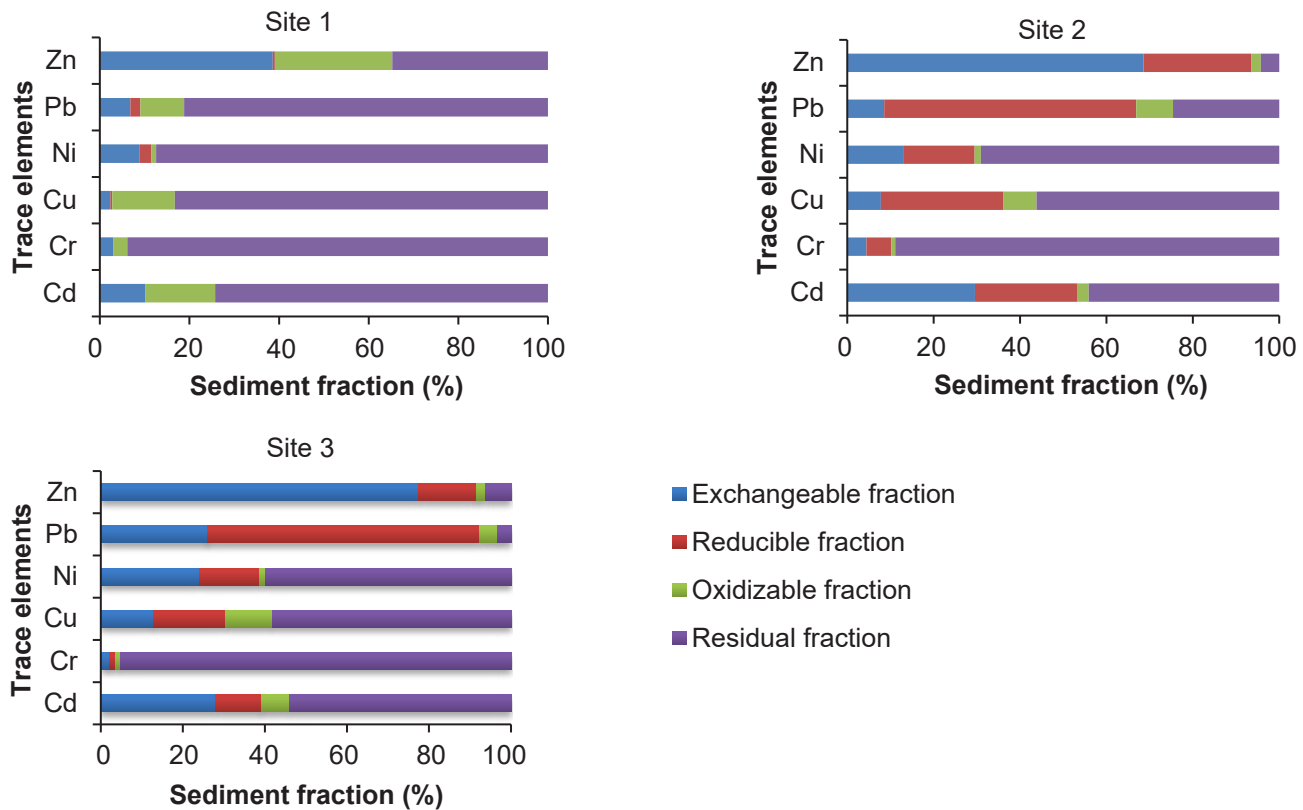 Site 1
Trace elements
Zn
Pb
Ni
Cu
Cr
Cd
0 20 40 60 80 100
Sediment fraction (%)
Site 2
Trace elements
Zn
Pb
Ni
Cu
Cr
Cd
0 20 40 60 80 100
Sediment fraction (%)
Site 3
Trace elements
Zn
Pb
Ni
Cu
Cr
Cd
0 20 40 60 80 100
Sediment fraction (%)
Exchangeable fraction
Reducible fraction
Oxidizable fraction
Residual fraction